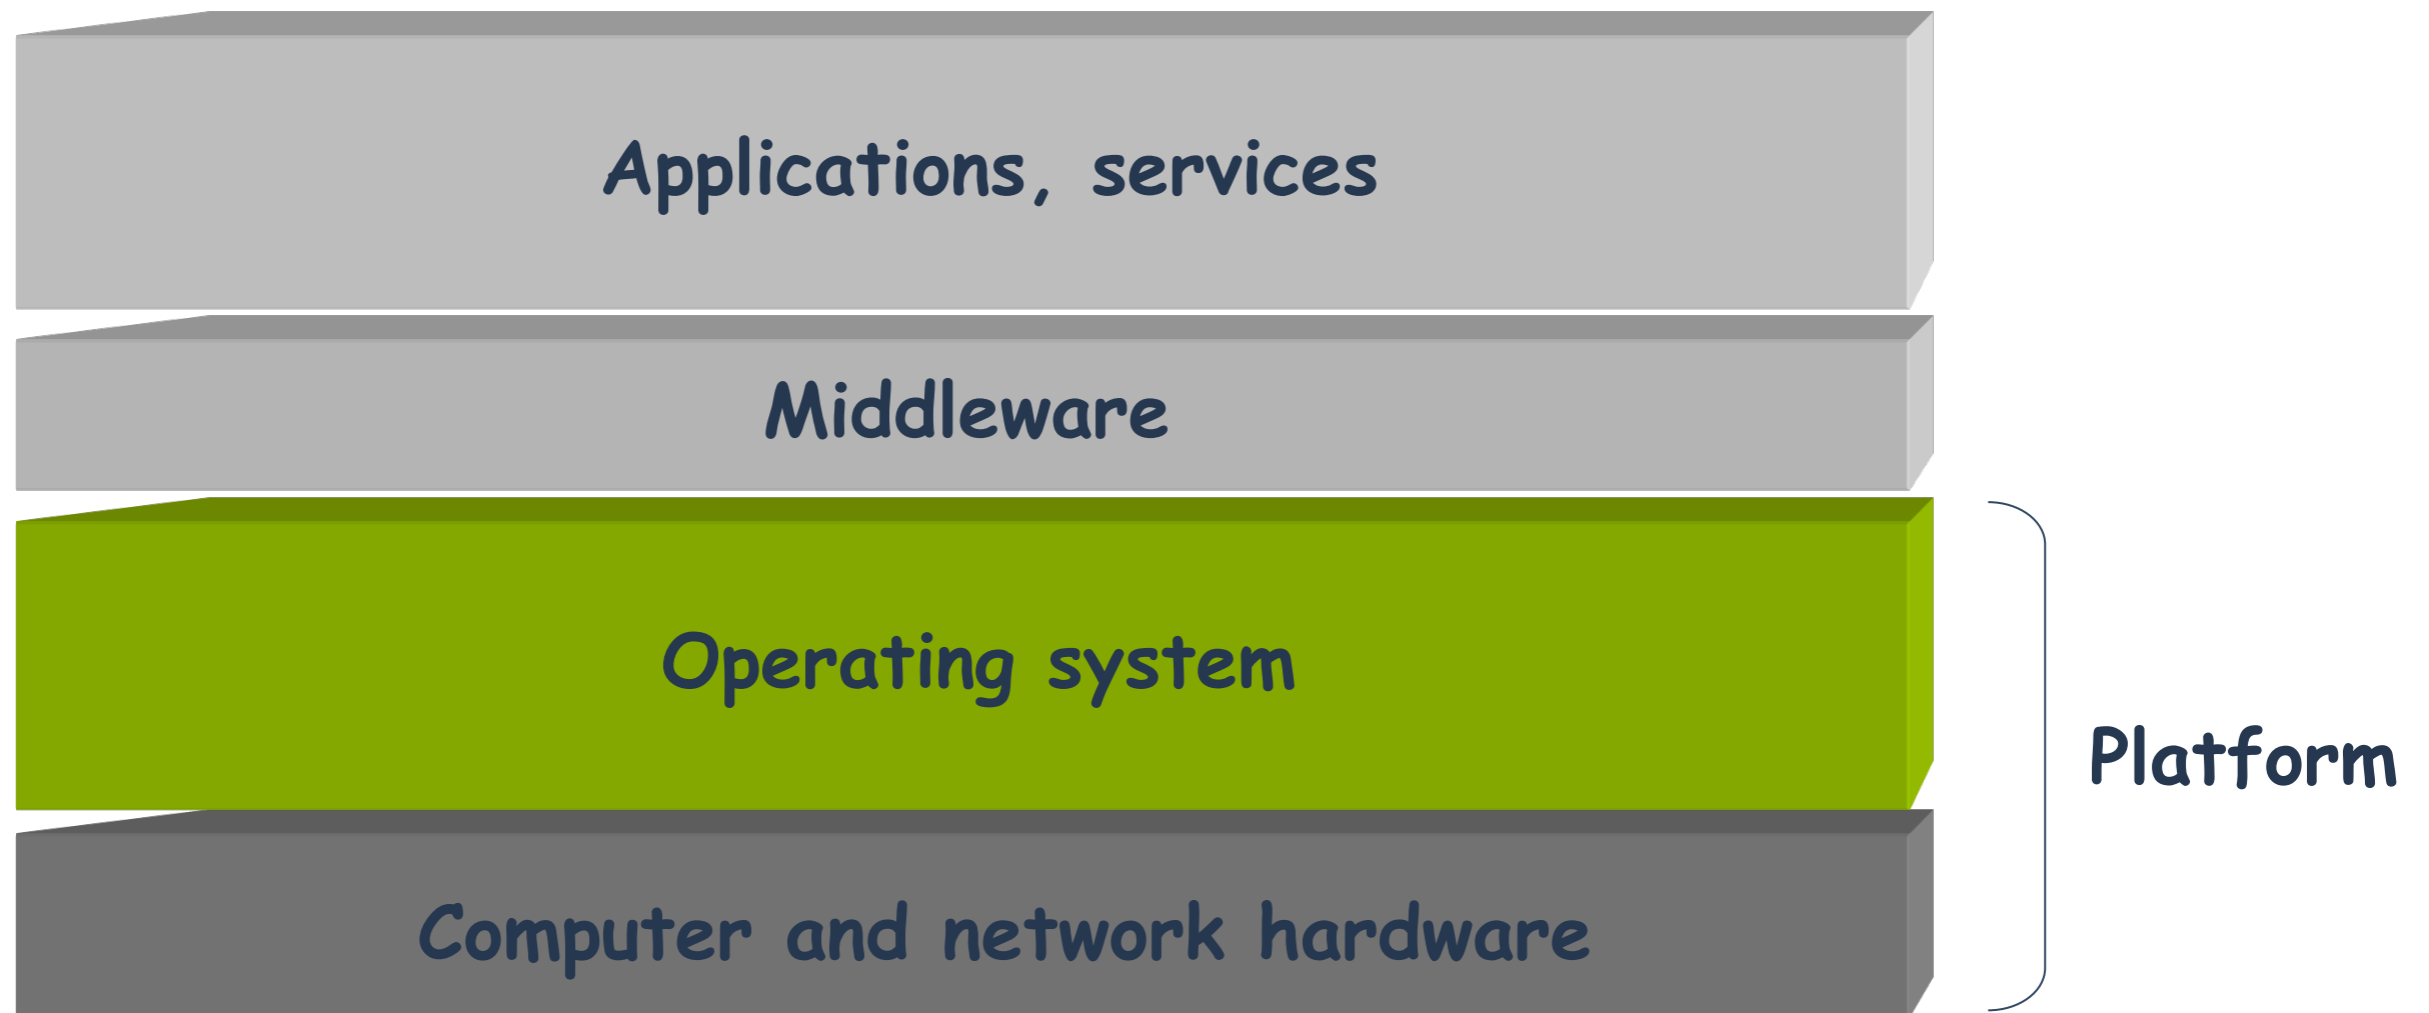 Applications, services
Middleware
Operating system
Platform
Computer and network hardware